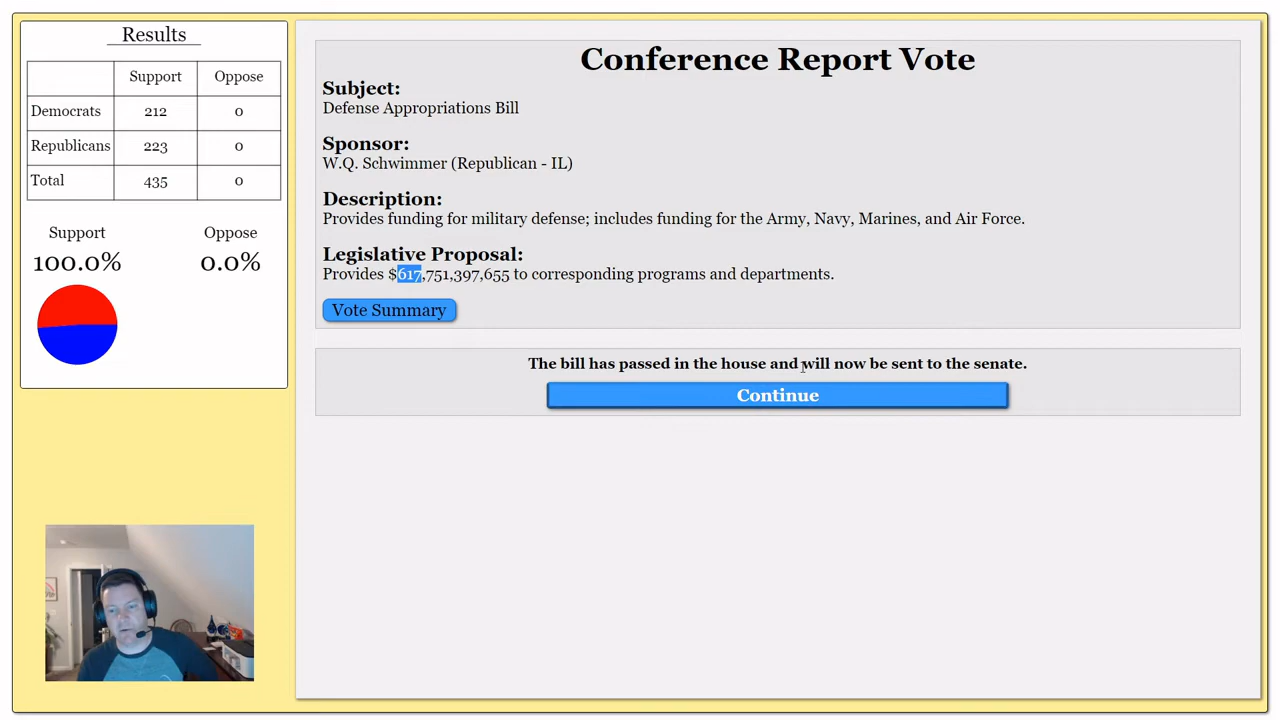 Results
Support Oppose
Democrats 212 0
Republicans 223 0
Total 435 0
Support Oppose
100.0% 0.0%
Conference Report Vote
Subject:
Defense Appropriations Bill
Sponsor:
W.Q. Schwimmer (Republican - IL)
Description:
Provides funding for military defense; includes funding for the Army, Navy, Marines, and Air Force.
Legislative Proposal:
Provides $617,751,397,655 to corresponding programs and departments.
Vote Summary
The bill has passed in the house and will now be sent to the senate.
Continue